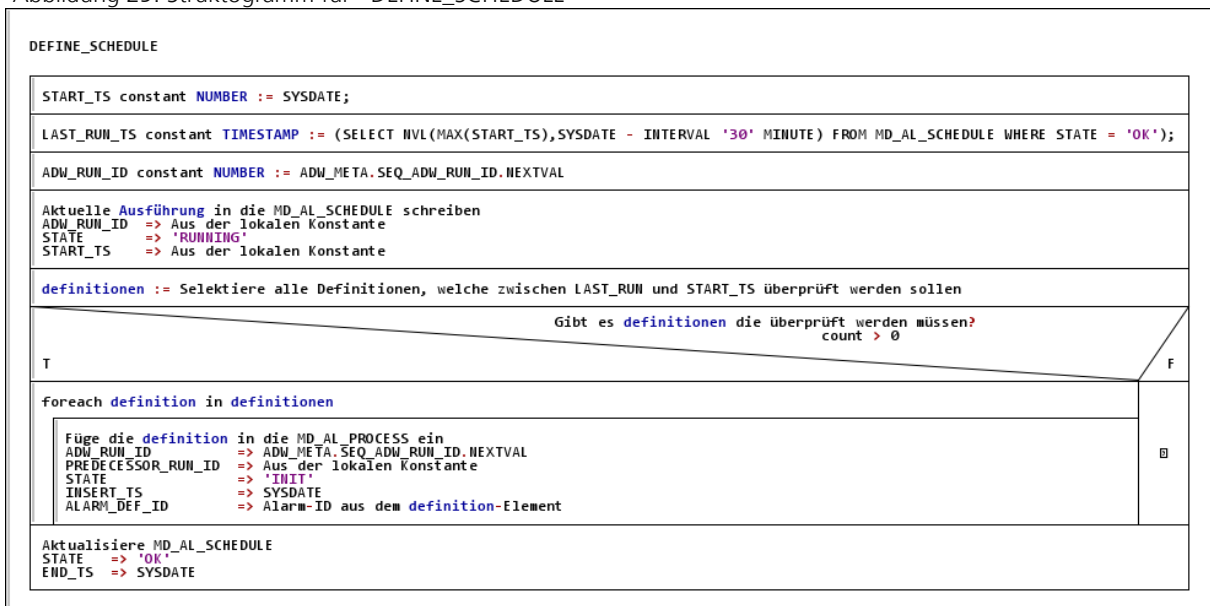 Abbildung 29: Struktogramm für "DEFINE_SCHEDULE"
DEFINE_SCHEDULE
START_TS constant NUMBER := SYSDATE;
LAST_RUN_TS constant TIMESTAMP := (SELECT NVL(MAX(START_TS),SYSDATE - INTERVAL '30' MINUTE) FROM MD_AL_SCHEDULE WHERE STATE = 'OK');
ADW_RUN_ID constant NUMBER := ADW_META.SEQ_ADW_RUN_ID.NEXTVAL
Aktuelle Ausführung in die MD_AL_SCHEDULE schreiben
ADW_RUN_ID => Aus der lokalen Konstante
STATE => 'RUNNING'
START_TS => Aus der lokalen Konstante
definitionen := Selektiere alle Definitionen, welche zwischen LAST_RUN und START_TS überprüft werden sollen
Gibt es definitionen die überprüft werden müssen?
count > 0
T F
foreach definition in definitionen
Füge die definition in die MD_AL_PROCESS ein
ADW_RUN_ID => ADW_META.SEQ_ADW_RUN_ID.NEXTVAL
PREDECESSOR_RUN_ID => Aus der lokalen Konstante
STATE => 'INIT'
INSERT_TS => SYSDATE
ALARM_DEF_ID => Alarm-ID aus dem definition-Element
Aktualisiere MD_AL_SCHEDULE
STATE => 'OK'
END_TS => SYSDATE